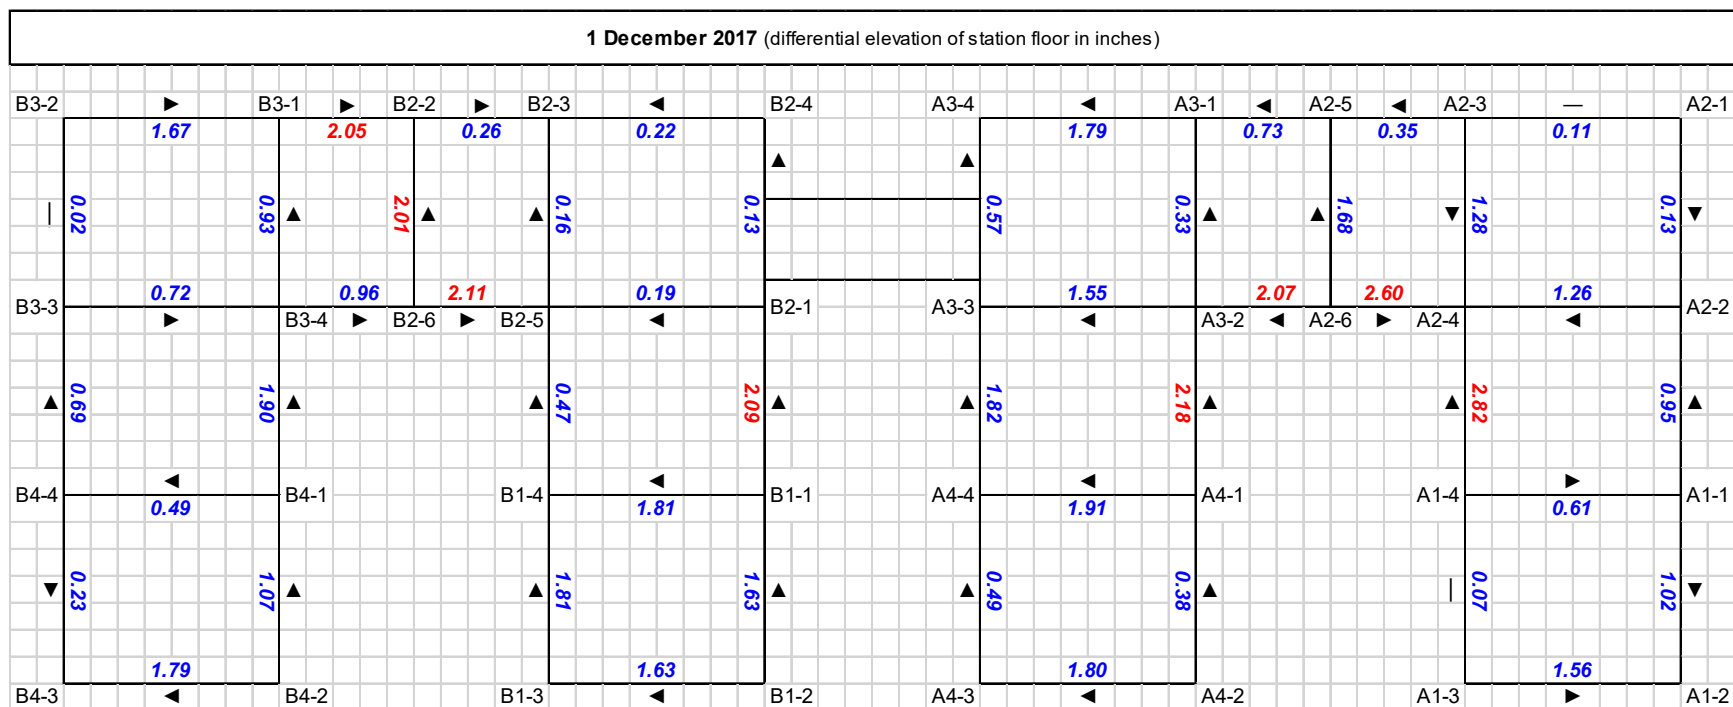 1 December 2017 (differential elevation of station floor in inches)
B3-2 ► B3-1 ► B2-2 ► B2-3 ◄ B2-4 A3-4 ◄ A3-1 ◄ A2-5 ◄ A2-3 — A2-1
1.67 2.05 0.26 0.22 1.79 0.73 0.35 0.11
▲ ▲
| 0.02 0.93 ▲ 2.01 ▲ ▲ 0.16 0.13 0.57 0.33 ▲ ▲ 1.68 ▼ 1.28 0.13 ▼
0.72 0.96 2.11 0.19 1.55 2.07 2.60 1.26
B3-3 B2-1 A3-3 A2-2
► B3-4 ► B2-6 ► B2-5 ◄ ◄ A3-2 ◄ A2-6 ► A2-4 ◄
▲ 0.69 1.90 ▲ ▲ 0.47 2.09 ▲ ▲ 1.82 2.18 ▲ ▲ 2.82 0.95 ▲
◄ ◄ ◄ ►
B4-4 B4-1 B1-4 B1-1 A4-4 A4-1 A1-4 A1-1
0.49 1.81 1.91 0.61
▼ 0.23 1.07 ▲ ▲ 1.81 1.63 ▲ ▲ 0.49 0.38 ▲ | 0.07 1.02 ▼
1.79 1.63 1.80 1.56
B4-3 ◄ B4-2 B1-3 ◄ B1-2 A4-3 ◄ A4-2 A1-3 ► A1-2